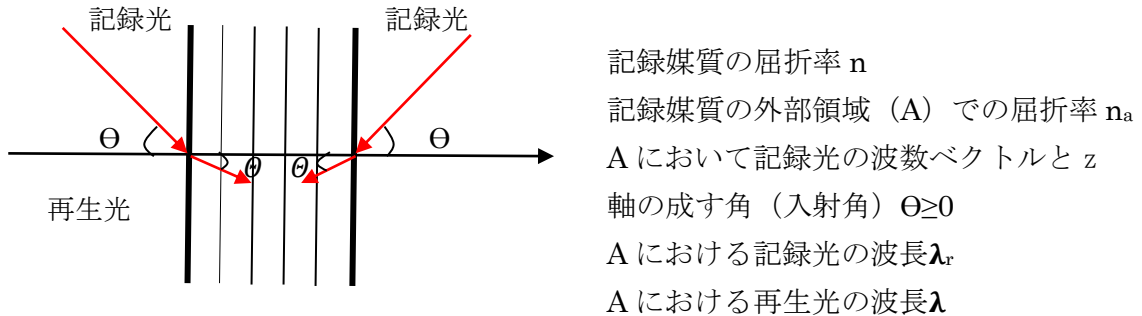 記録光
記録光
Θ
Θ
θ
θ
再生光
記録媒質の屈折率 n
記録媒質の外部領域（A）での屈折率 nₐ
A において記録光の波数ベクトルと z
軸の成す角（入射角）Θ≥0
A における記録光の波長λᵣ
A における再生光の波長λ